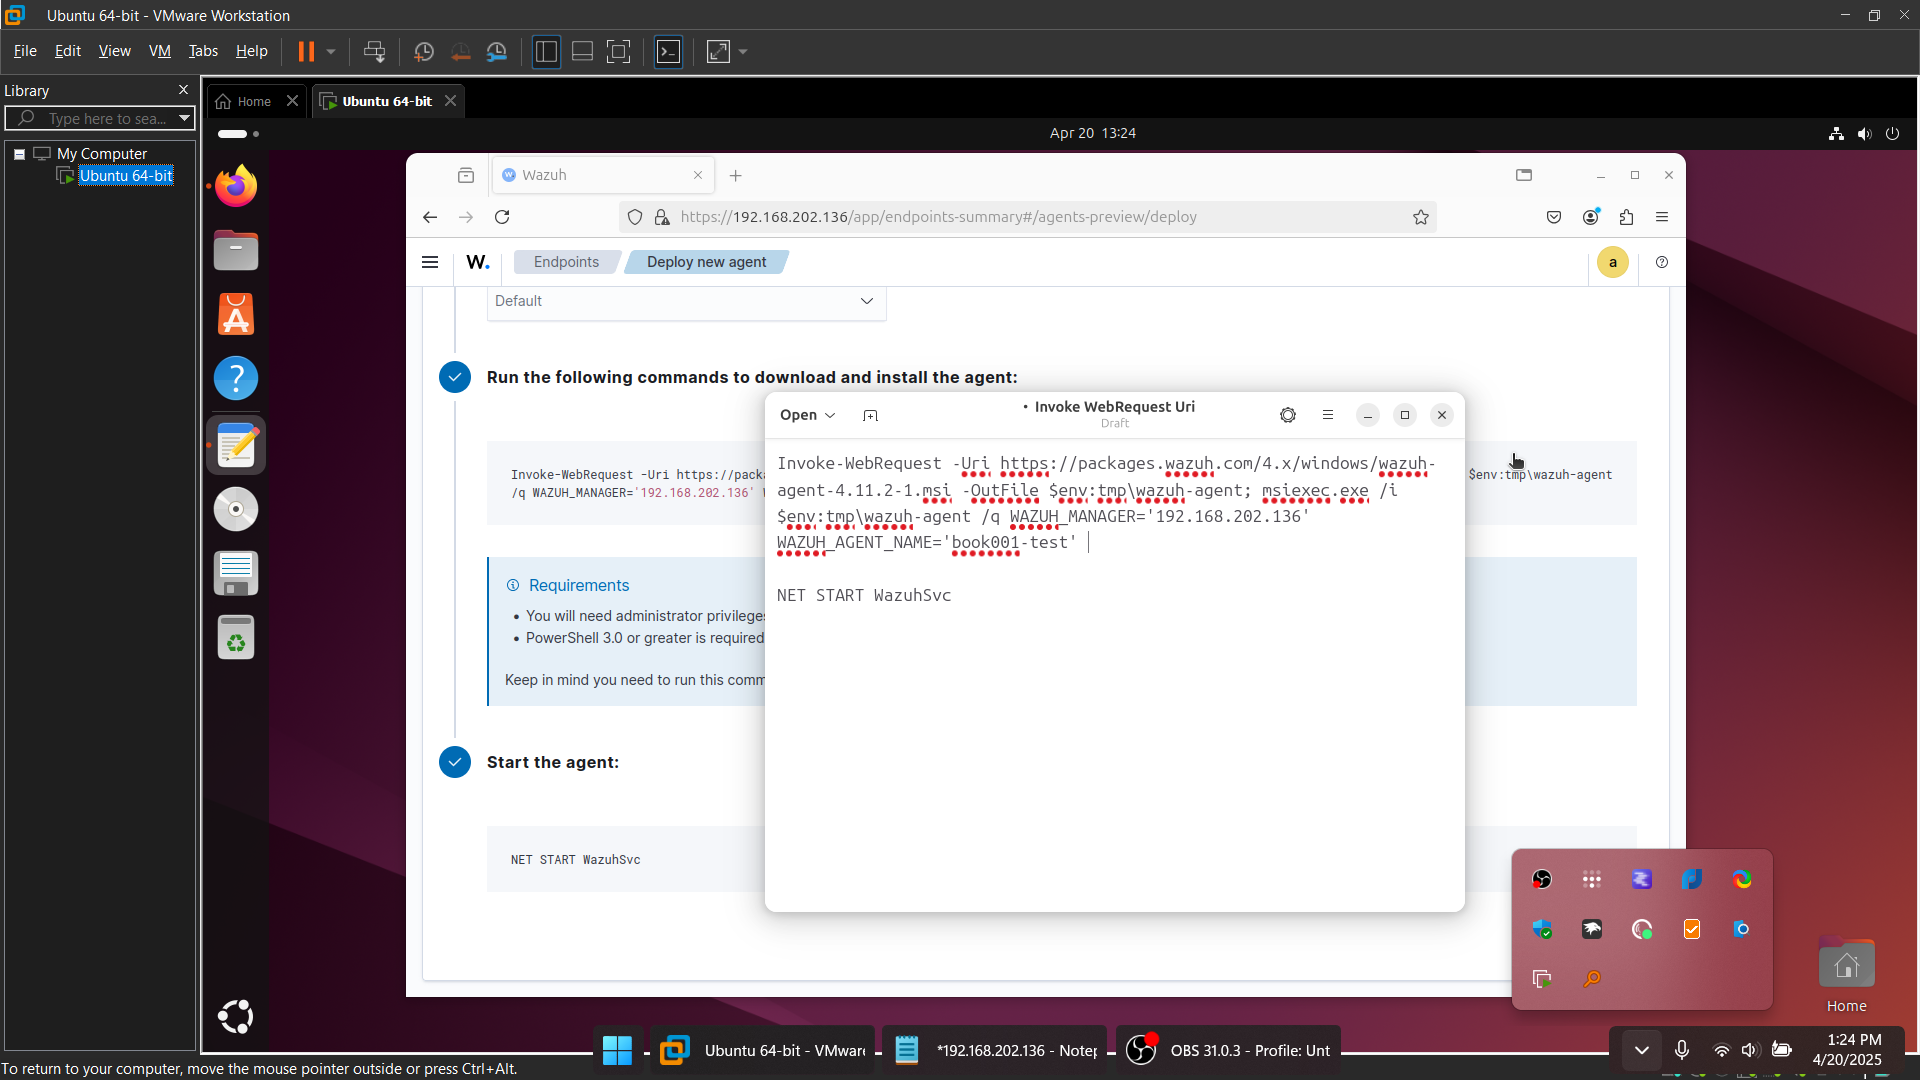 Ubuntu 64-bit - VMware Workstation
File Edit View VM Tabs Help
Library
Type here to sea...
My Computer
Ubuntu 64-bit
Home
Ubuntu 64-bit
Apr 20 13:24
Wazuh
https://192.168.202.136/app/endpoints-summary#/agents-preview/deploy
W.
Endpoints
Deploy new agent
a
Default
Run the following commands to download and install the agent:
Invoke-WebRequest -Uri https://pack
$env:tmp\wazuh-agent
/q WAZUH_MANAGER='192.168.202.136'
Requirements
You will need administrator privileges
PowerShell 3.0 or greater is required
Keep in mind you need to run this comm
Start the agent:
NET START WazuhSvc
Open
• Invoke WebRequest Uri
Draft
Invoke-WebRequest -Uri https://packages.wazuh.com/4.x/windows/wazuh-
agent-4.11.2-1.msi -OutFile $env:tmp\wazuh-agent; msiexec.exe /i
$env:tmp\wazuh-agent /q WAZUH_MANAGER='192.168.202.136'
WAZUH_AGENT_NAME='book001-test'
NET START WazuhSvc
Home
Ubuntu 64-bit - VMware
*192.168.202.136 - Notep
OBS 31.0.3 - Profile: Unt
1:24 PM
4/20/2025
To return to your computer, move the mouse pointer outside or press Ctrl+Alt.